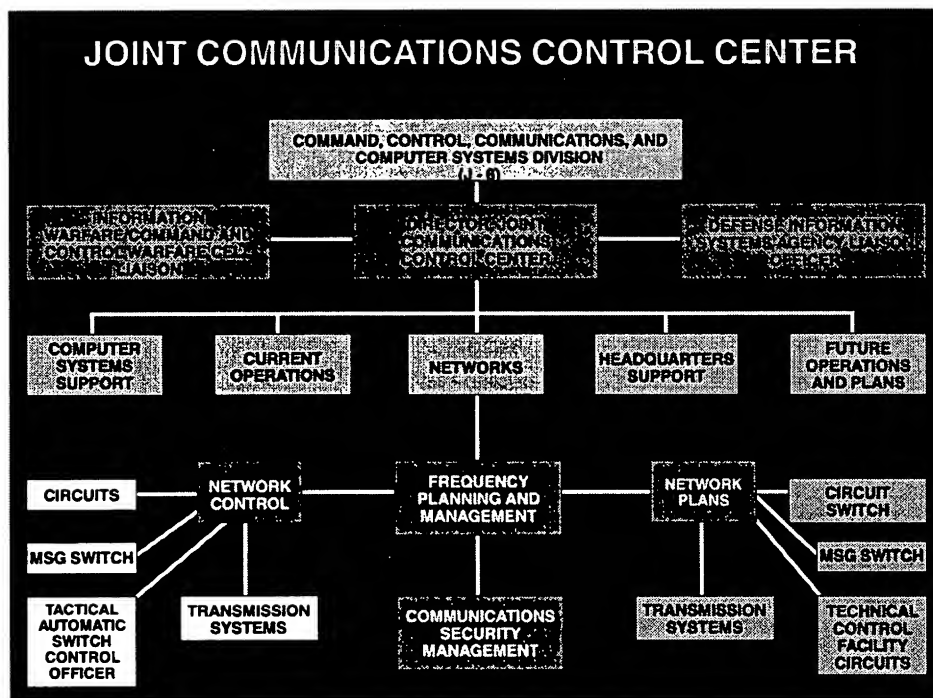 JOINT COMMUNICATIONS CONTROL CENTER
COMMAND, CONTROL, COMMUNICATIONS, AND
COMPUTER SYSTEMS DIVISION
(J - 6)
INFORMATION
WARFARE/COMMAND AND
CONTROL WARFARE CELL
LIAISON
DIRECTOR, JOINT
COMMUNICATIONS
CONTROL CENTER
DEFENSE INFORMATION
SYSTEMS AGENCY LIAISON
OFFICER
COMPUTER
SYSTEMS
SUPPORT
CURRENT
OPERATIONS
NETWORKS
HEADQUARTERS
SUPPORT
FUTURE
OPERATIONS
AND PLANS
CIRCUITS
MSG SWITCH
TACTICAL
AUTOMATIC
SWITCH
CONTROL
OFFICER
NETWORK
CONTROL
TRANSMISSION
SYSTEMS
FREQUENCY
PLANNING AND
MANAGEMENT
COMMUNICATIONS
SECURITY
MANAGEMENT
NETWORK
PLANS
TRANSMISSION
SYSTEMS
CIRCUIT
SWITCH
MSG SWITCH
TECHNICAL
CONTROL
FACILITY
CIRCUITS